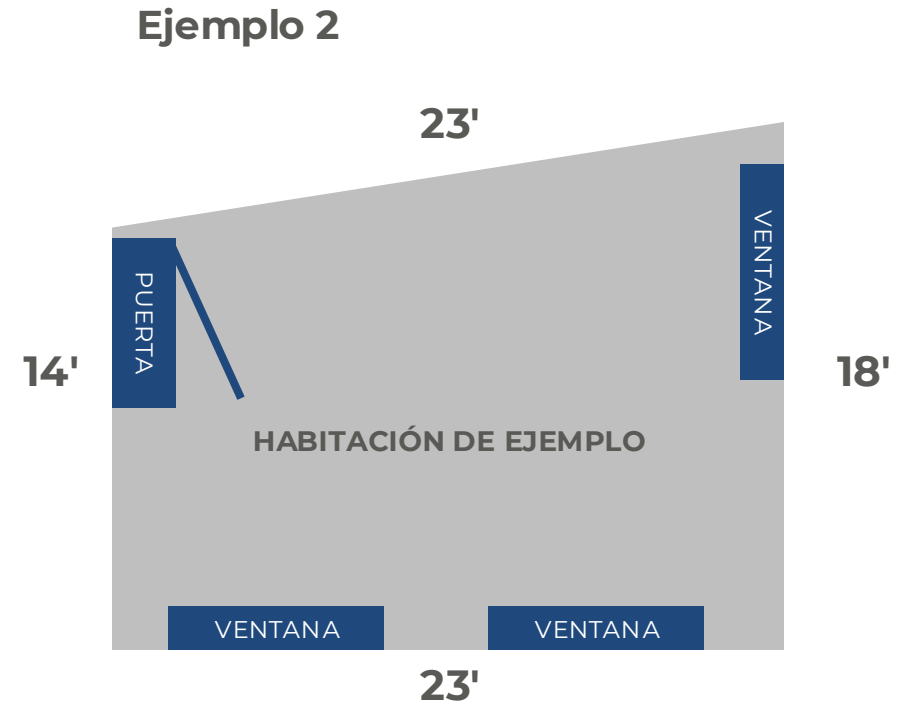 Ejemplo 2
23'
VENTANA
PUERTA
14'
18'
HABITACIÓN DE EJEMPLO
VENTANA
VENTANA
23'